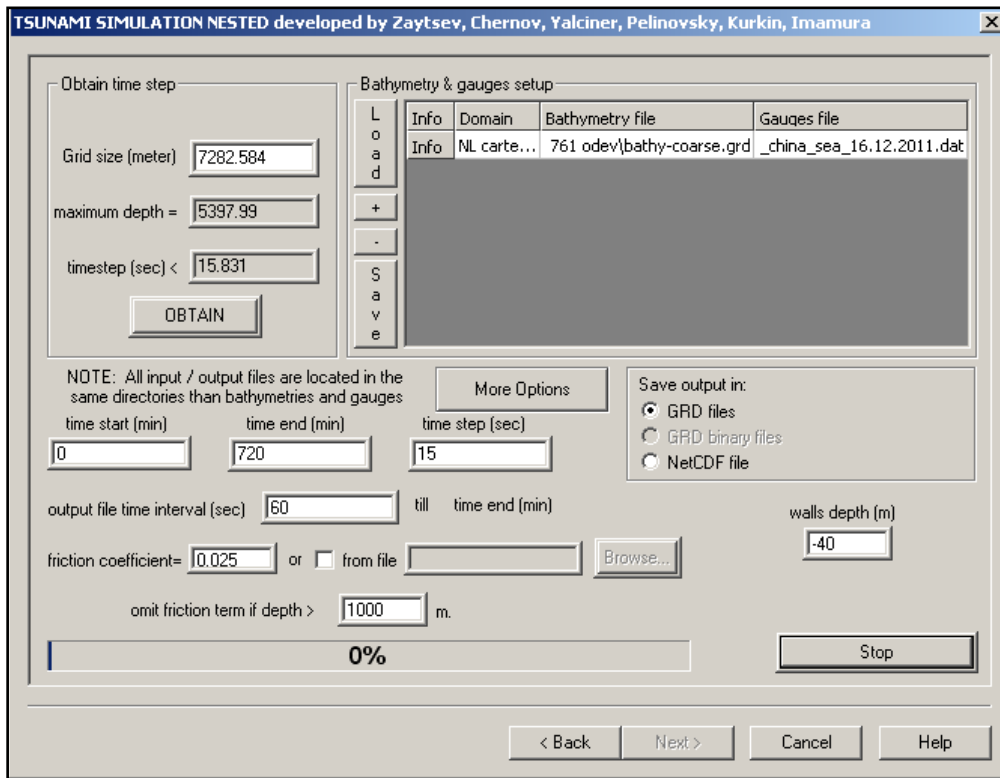 TSUNAMI SIMULATION NESTED developed by Zaytsev, Chernov, Yalciner, Pelinovsky, Kurkin, Imamura
Obtain time step
Grid size (meter) 7282.584
maximum depth = 5397.99
timestep (sec) < 15.831
OBTAIN
Bathymetry & gauges setup
Load
+
-
Save
Info Domain Bathymetry file Gauges file
Info NL carte... 761 odev\bathy-coarse.grd _china_sea_16.12.2011.dat
NOTE: All input / output files are located in the
same directories than bathymetries and gauges
More Options
Save output in:
GRD files
GRD binary files
NetCDF file
time start (min) time end (min) time step (sec)
0 720 15
output file time interval (sec) 60 till time end (min)
walls depth (m)
-40
friction coefficient= 0.025 or from file Browse...
omit friction term if depth > 1000 m.
0%
Stop
< Back Next > Cancel Help